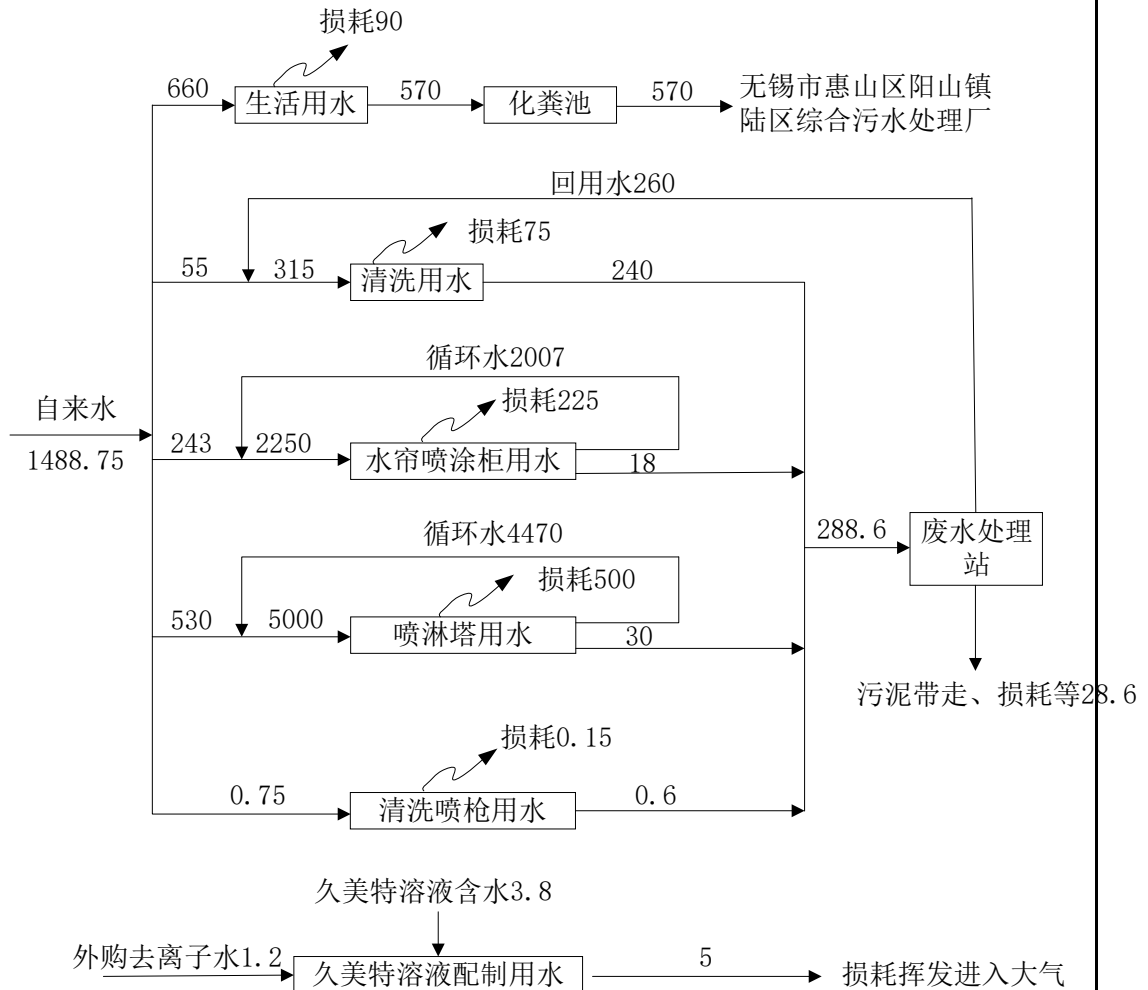 损耗90
660
生活用水
570
化粪池
570
无锡市惠山区阳山镇
陆区综合污水处理厂
回用水260
损耗75
55
315
清洗用水
240
循环水2007
损耗225
自来水
1488.75
243
2250
水帘喷涂柜用水
18
循环水4470
288.6
废水处理
站
损耗500
530
5000
喷淋塔用水
30
污泥带走、损耗等28.6
损耗0.15
0.75
清洗喷枪用水
0.6
久美特溶液含水3.8
外购去离子水1.2
久美特溶液配制用水
5
损耗挥发进入大气